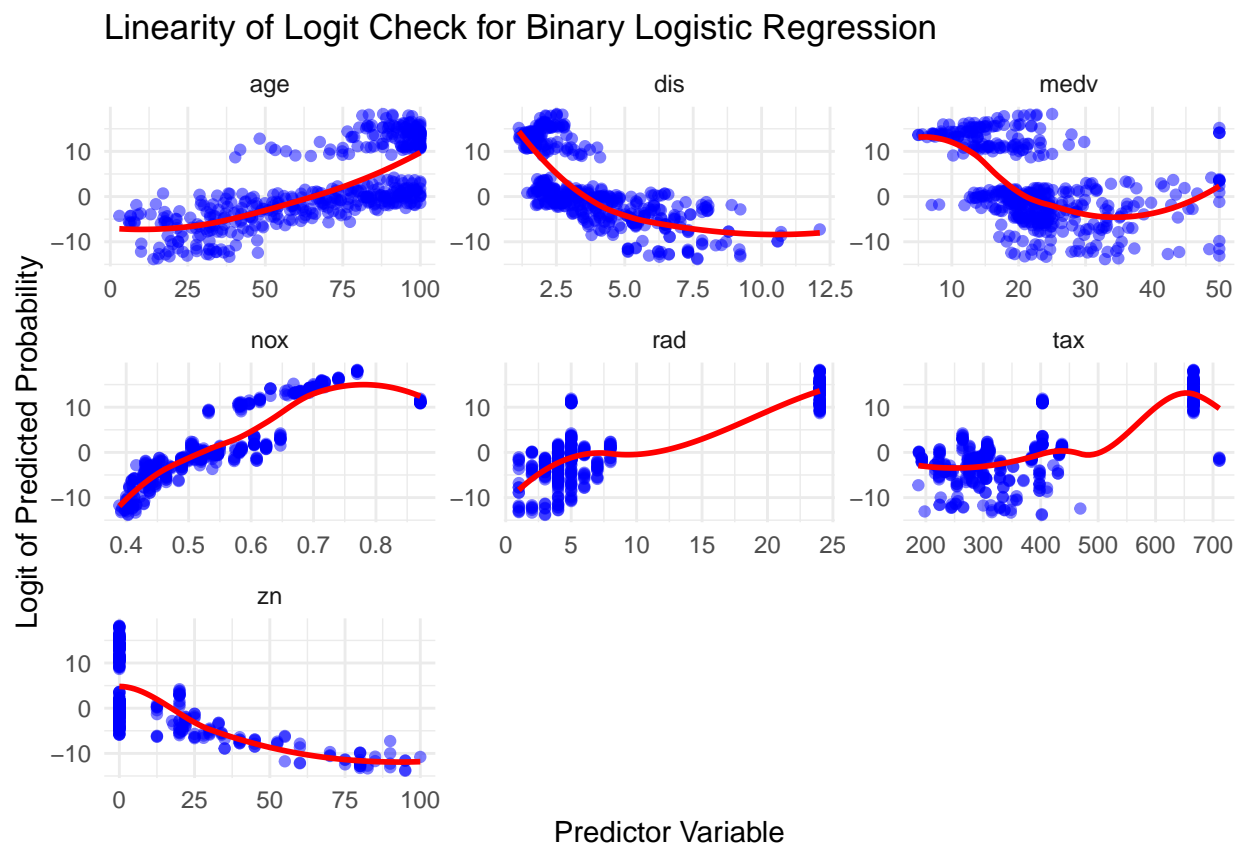 Linearity of Logit Check for Binary Logistic Regression
age
dis
medv
10
0
−10
0 25 50 75 100
10
0
−10
2.5 5.0 7.5 10.0 12.5
10
0
−10
10 20 30 40 50
nox
rad
tax
10
0
−10
0.4 0.5 0.6 0.7 0.8
10
0
−10
0 5 10 15 20 25
10
0
−10
200 300 400 500 600 700
zn
10
0
−10
0 25 50 75 100
Logit of Predicted Probability
Predictor Variable